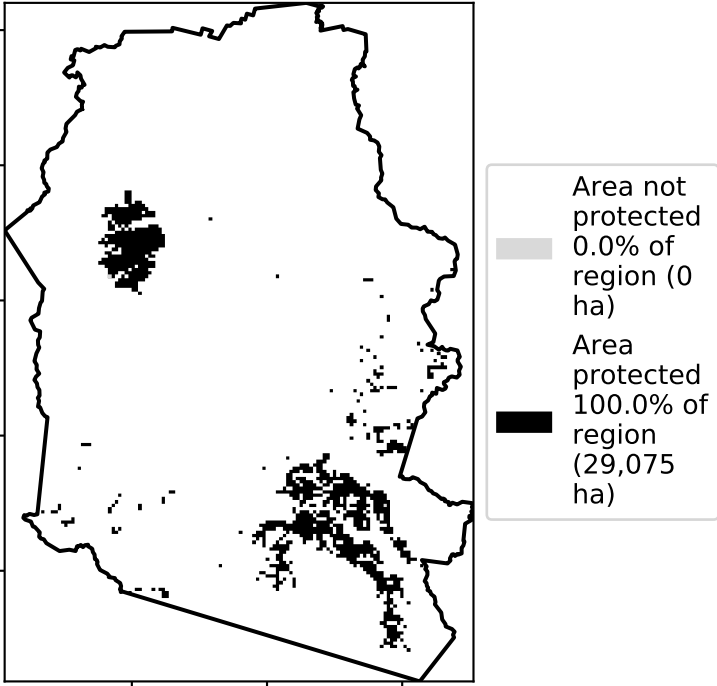 Area not
protected
0.0% of
region (0
ha)
Area
protected
100.0% of
region
(29,075
ha)